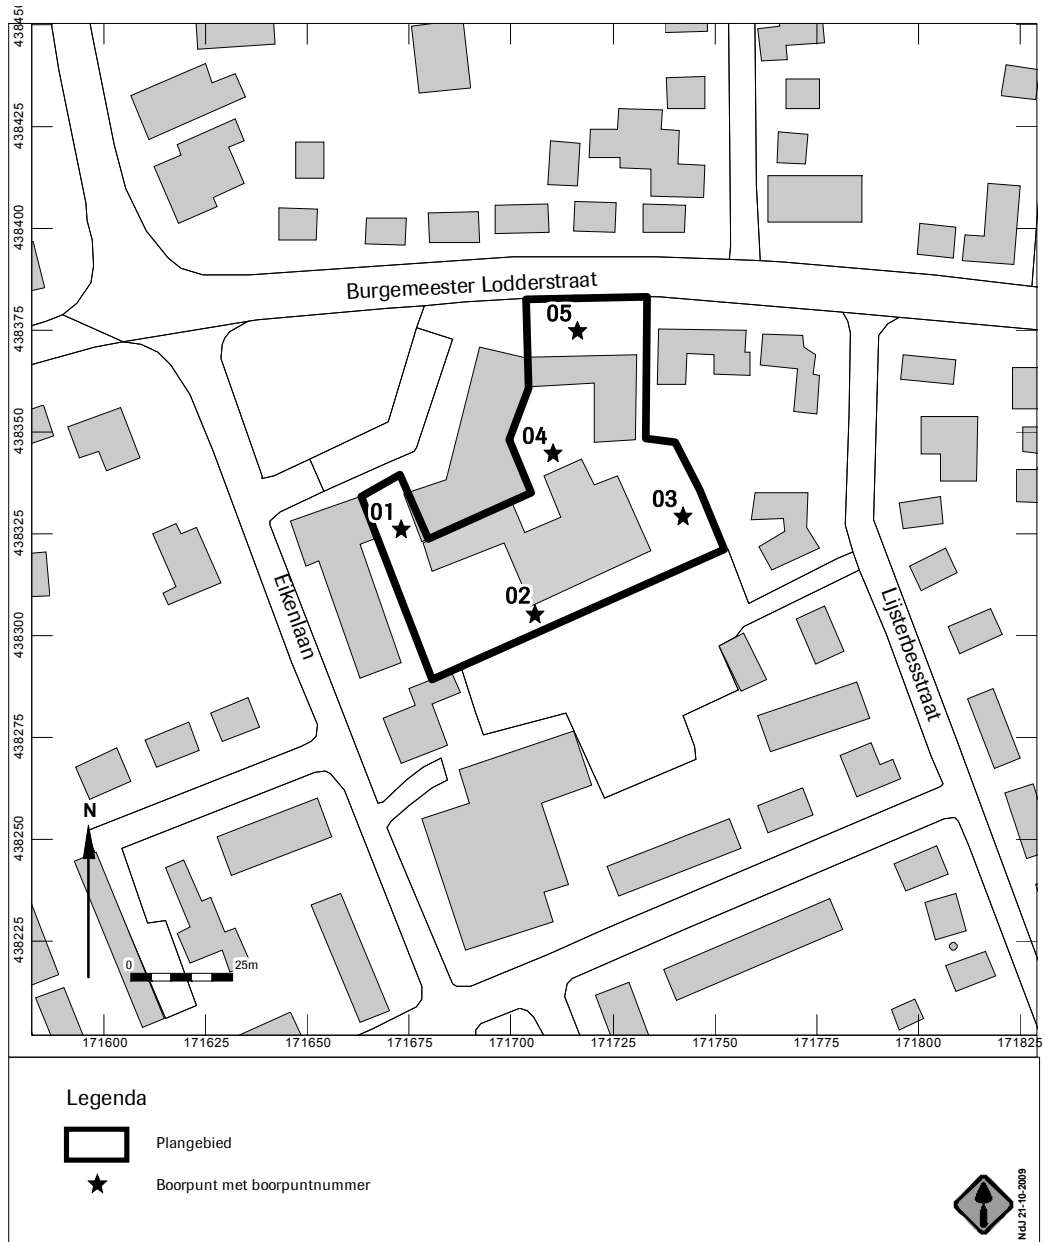 438450
438425
438400
438375
438350
438325
438300
438275
438250
438225
Burgemeester Lodderstraat
05
04
03
01
02
Eikenlaan
Lijsterbesstraat
N
0 25m
171600 171625 171650 171675 171700 171725 171750 171775 171800 171825
Legenda
Plangebied
Boorpunt met boorpuntnummer
NdJ 21-10-2009